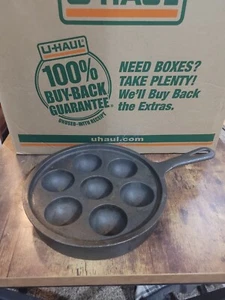 U-HAUL
U-HAUL
100%
BUY-BACK
GUARANTEE
NEED BOXES?
TAKE PLENTY!
We'll Buy Back
the Extras.
uhaul.com